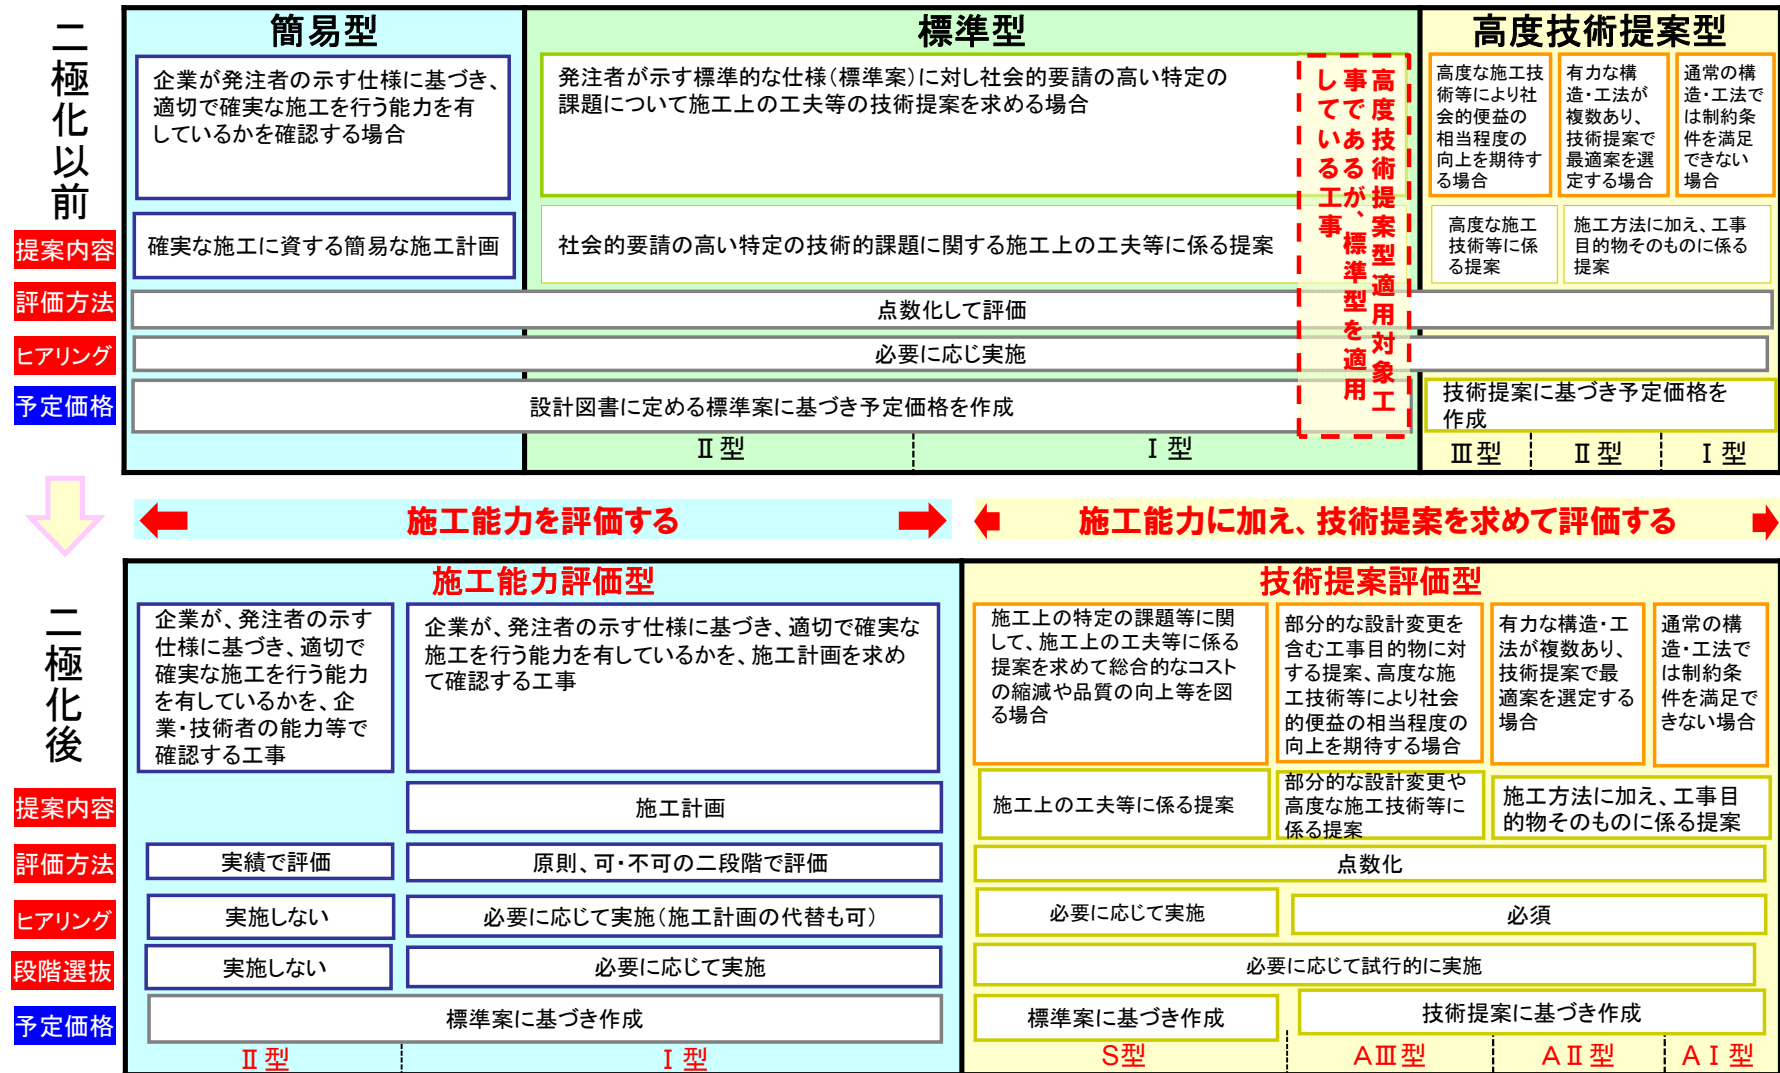 二極化以前
簡易型
標準型
高度技術提案型
企業が発注者の示す仕様に基づき、
適切で確実な施工を行う能力を有
しているかを確認する場合
発注者が示す標準的な仕様(標準案)に対し社会的要請の高い特定の
課題について施工上の工夫等の技術提案を求める場合
高度技術提案型適用対象工
事であるが、標準型を適用
している工事
高度な施工技
術等により社
会的便益の
相当程度の
向上を期待す
る場合
有力な構
造・工法が
複数あり、
技術提案で
最適案を選
定する場合
通常の構
造・工法で
は制約条
件を満足
できない
場合
提案内容
確実な施工に資する簡易な施工計画
社会的要請の高い特定の技術的課題に関する施工上の工夫等に係る提案
高度な施工
技術等に係
る提案
施工方法に加え、工事
目的物そのものに係る
提案
評価方法
点数化して評価
ヒアリング
必要に応じ実施
予定価格
設計図書に定める標準案に基づき予定価格を作成
技術提案に基づき予定価格を
作成
Ⅱ型
Ⅰ型
Ⅲ型
Ⅱ型
Ⅰ型
施工能力を評価する
施工能力に加え、技術提案を求めて評価する
二極化後
施工能力評価型
技術提案評価型
企業が、発注者の示す
仕様に基づき、適切で
確実な施工を行う能力
を有しているかを、企
業・技術者の能力等で
確認する工事
企業が、発注者の示す仕様に基づき、適切で確実な
施工を行う能力を有しているかを、施工計画を求め
て確認する工事
施工上の特定の課題等に関
して、施工上の工夫等に係る
提案を求めて総合的なコスト
の縮減や品質の向上等を図
る場合
部分的な設計変更を
含む工事目的物に対
する提案、高度な施
工技術等により社会
的便益の相当程度の
向上を期待する場合
有力な構造・工
法が複数あり、
技術提案で最
適案を選定する
場合
通常の構
造・工法で
は制約条
件を満足で
きない場合
提案内容
施工計画
施工上の工夫等に係る提案
部分的な設計変更や
高度な施工技術等に
係る提案
施工方法に加え、工事目
的物そのものに係る提案
評価方法
実績で評価
原則、可・不可の二段階で評価
点数化
ヒアリング
実施しない
必要に応じて実施(施工計画の代替も可)
必要に応じて実施
必須
段階選抜
実施しない
必要に応じて実施
必要に応じて試行的に実施
予定価格
標準案に基づき作成
標準案に基づき作成
技術提案に基づき作成
Ⅱ型
Ⅰ型
S型
AⅢ型
AⅡ型
AⅠ型